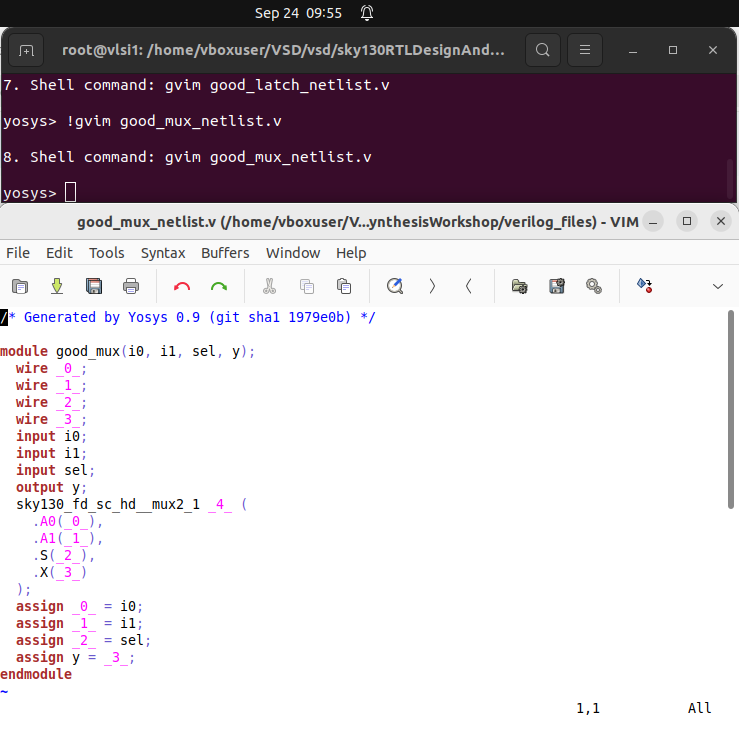 Sep 24 09:55
root@vlsi1: /home/vboxuser/VSD/vsd/sky130RTLDesignAnd...
7. Shell command: gvim good_latch_netlist.v
yosys> !gvim good_mux_netlist.v
8. Shell command: gvim good_mux_netlist.v
yosys>
good_mux_netlist.v (/home/vboxuser/V...ynthesisWorkshop/verilog_files) - VIM
File Edit Tools Syntax Buffers Window Help
/* Generated by Yosys 0.9 (git sha1 1979e0b) */
module good_mux(i0, i1, sel, y);
  wire _0_;
  wire _1_;
  wire _2_;
  wire _3_;
  input i0;
  input i1;
  input sel;
  output y;
  sky130_fd_sc_hd__mux2_1 _4_ (
    .A0(_0_),
    .A1(_1_),
    .S(_2_),
    .X(_3_)
  );
  assign _0_ = i0;
  assign _1_ = i1;
  assign _2_ = sel;
  assign y = _3_;
endmodule
~
1,1 All